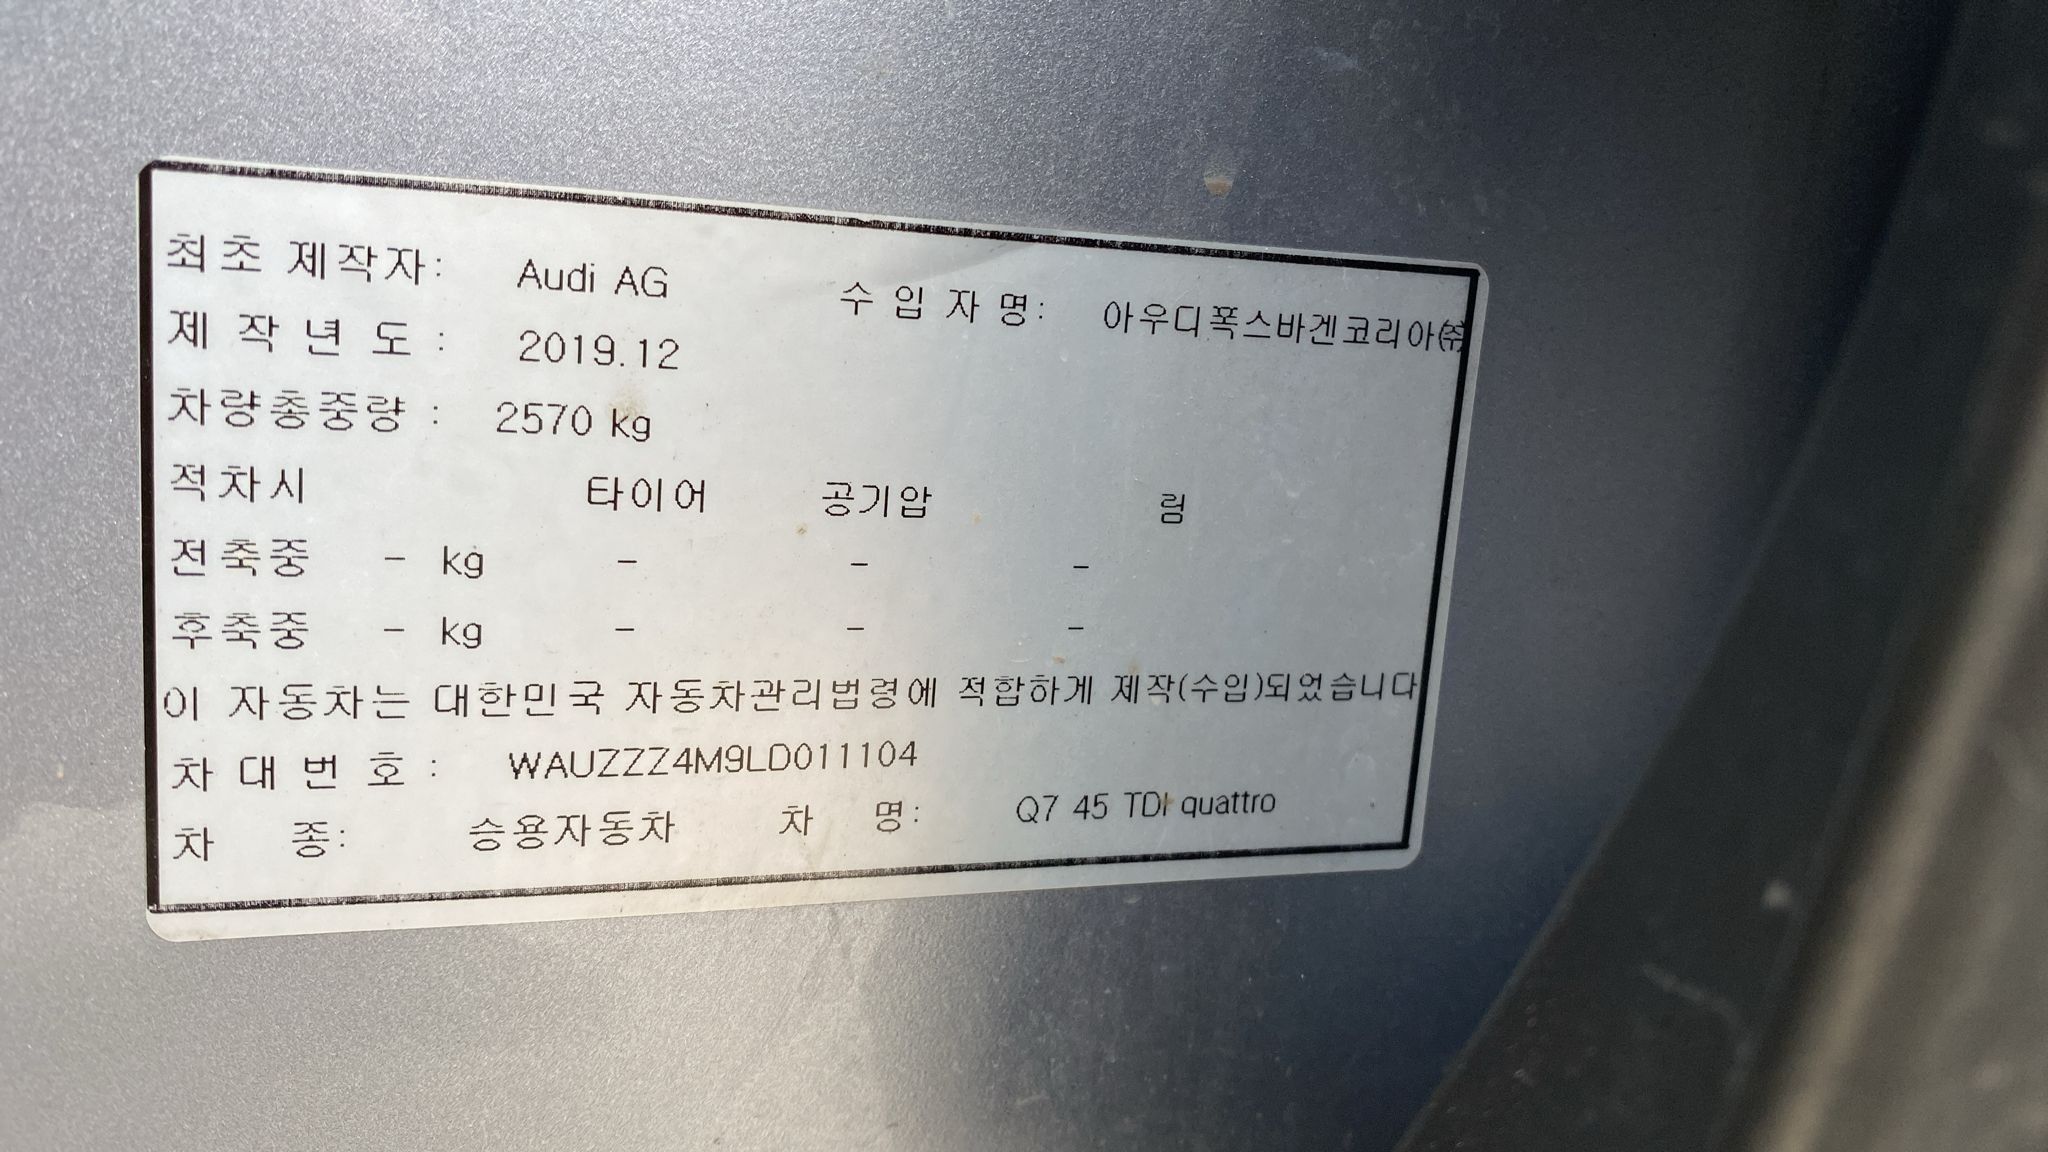 최초 제작자: Audi AG 수 입 자 명: 아우디폭스바겐코리아㈜
제 작 년 도 : 2019.12
차량총중량 : 2570 kg
적차시 타이어 공기압 림
전축중 - kg - - -
후축중 - kg - - -
이 자동차는 대한민국 자동차관리법령에 적합하게 제작(수입)되었습니다
차 대 번 호 : WAUZZZ4M9LD011104
차 종: 승용자동차 차 명: Q7 45 TDI quattro